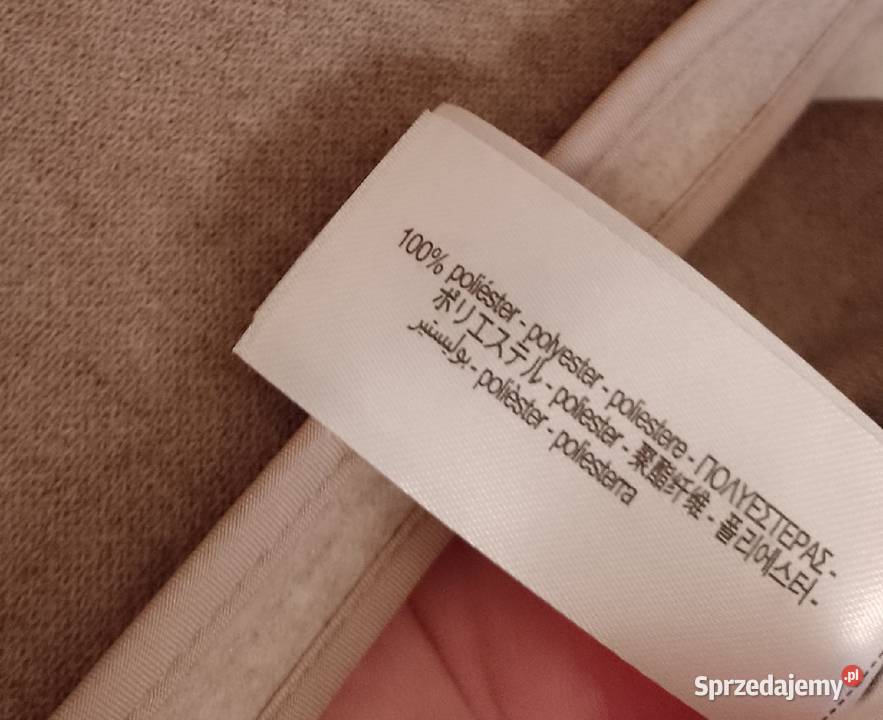 100% poliéster - polyester - poliestere - ΠΟΛΥΕΣΤΕΡΑΣ -
ポリエステル - poliester - 聚酯纤维 - 폴리에스터 -
بوليستير - polièster - poliesterra
Sprzedajemy.pl